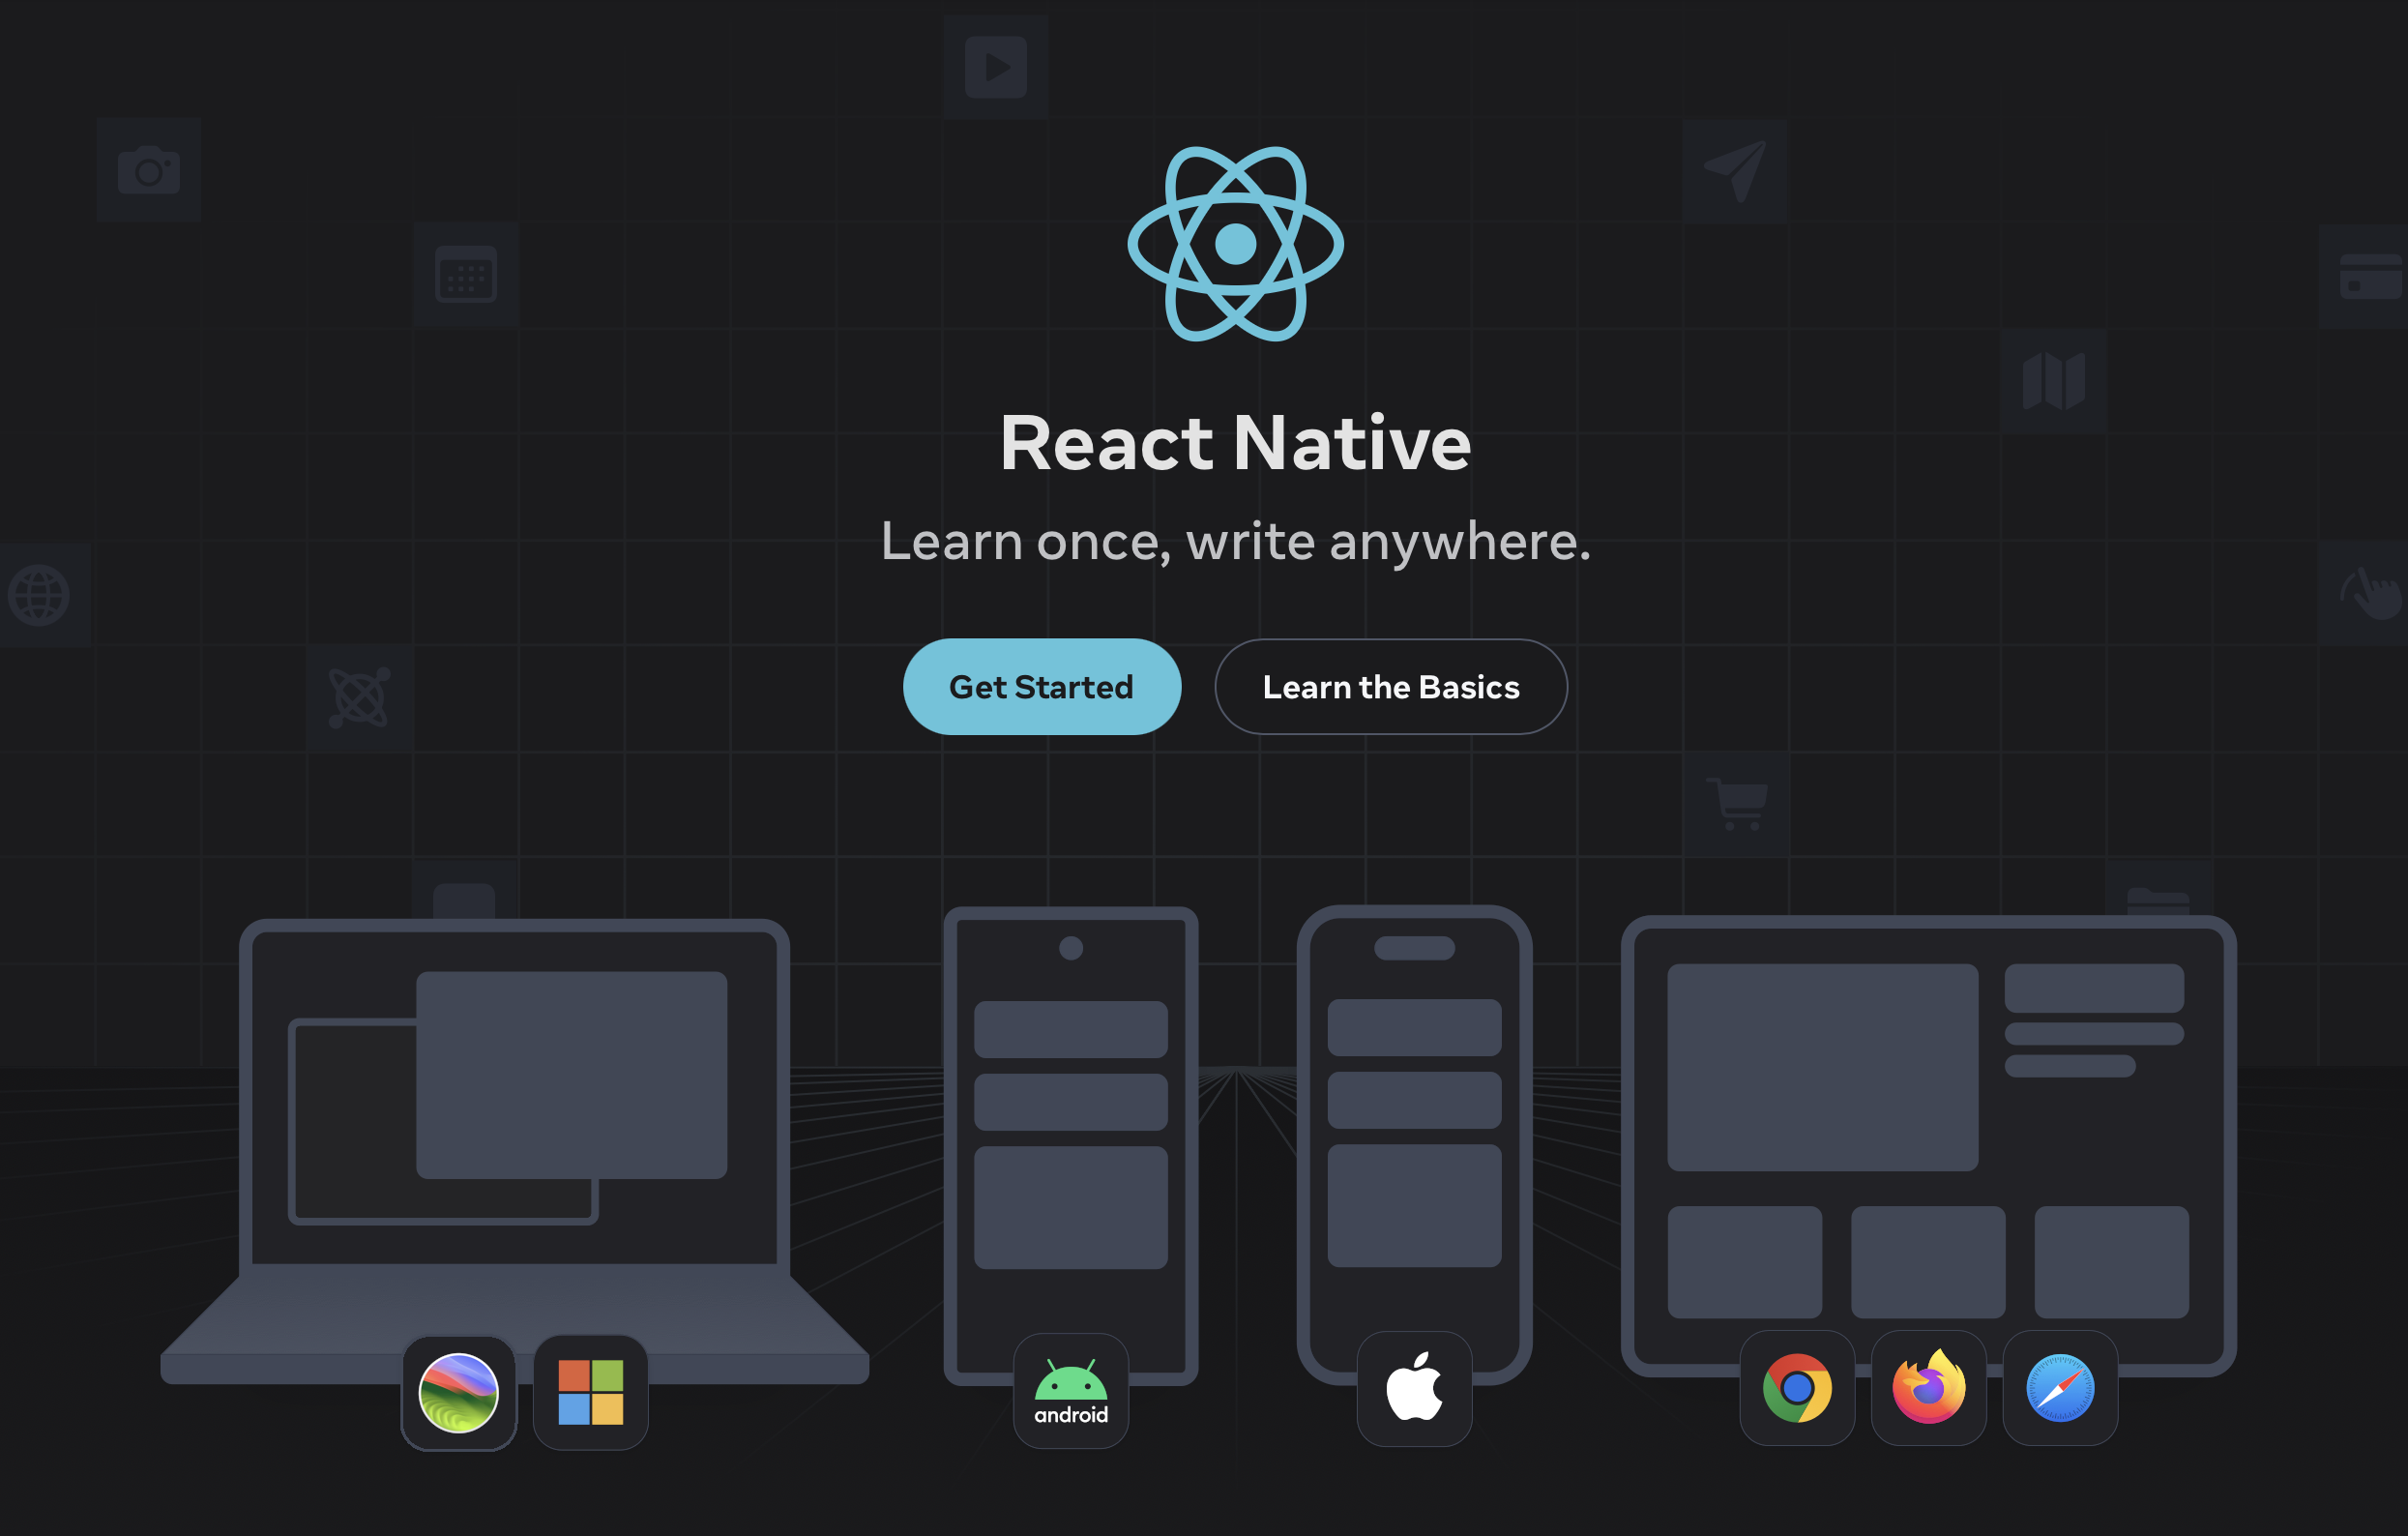 React Native
Learn once, write anywhere.
Get Started
Learn the Basics
android